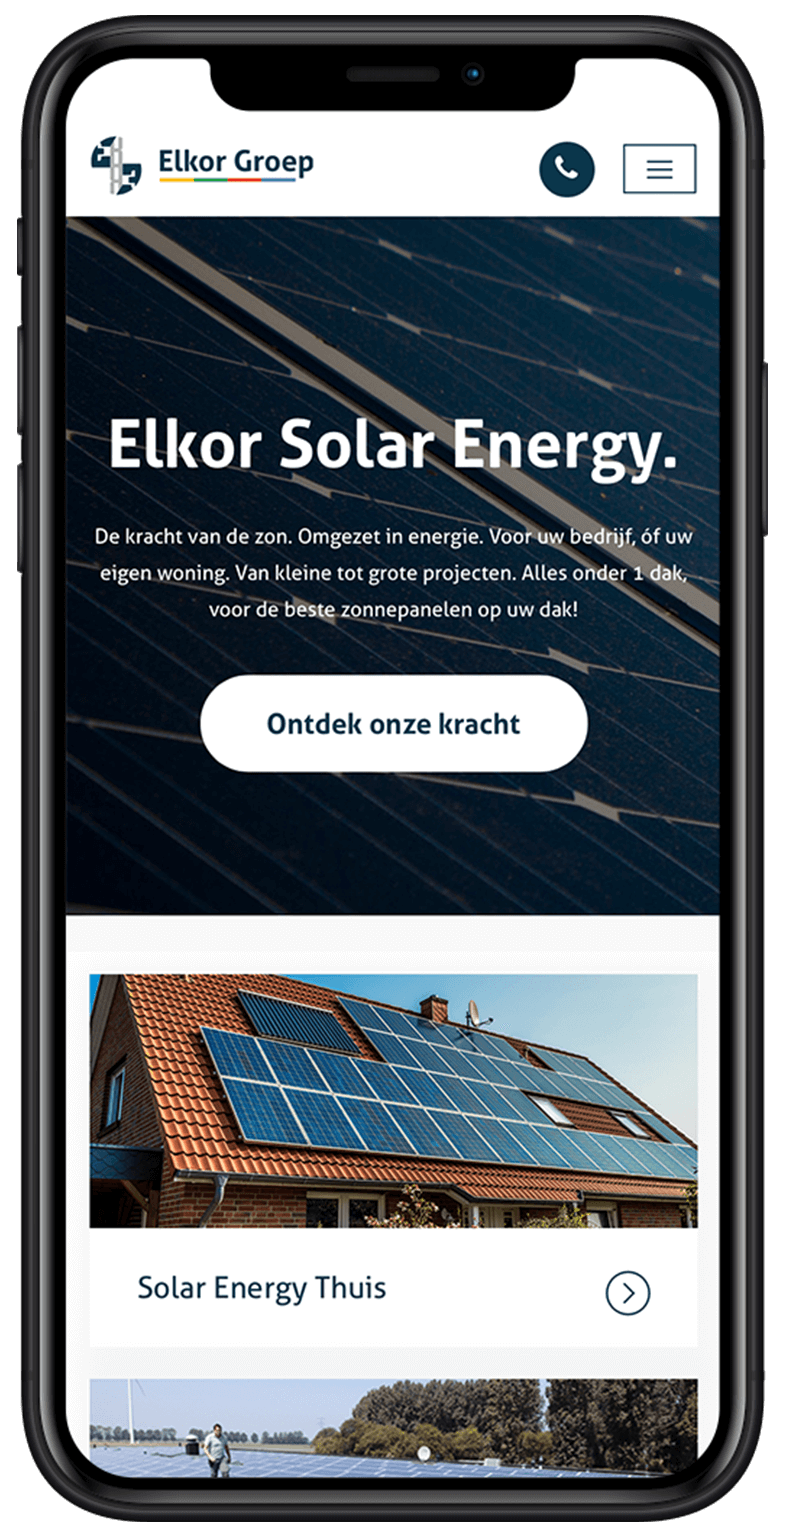 Elkor Groep
Elkor Solar Energy.
De kracht van de zon. Omgezet in energie. Voor uw bedrijf, óf uw
eigen woning. Van kleine tot grote projecten. Alles onder 1 dak,
voor de beste zonnepanelen op uw dak!
Ontdek onze kracht
Solar Energy Thuis